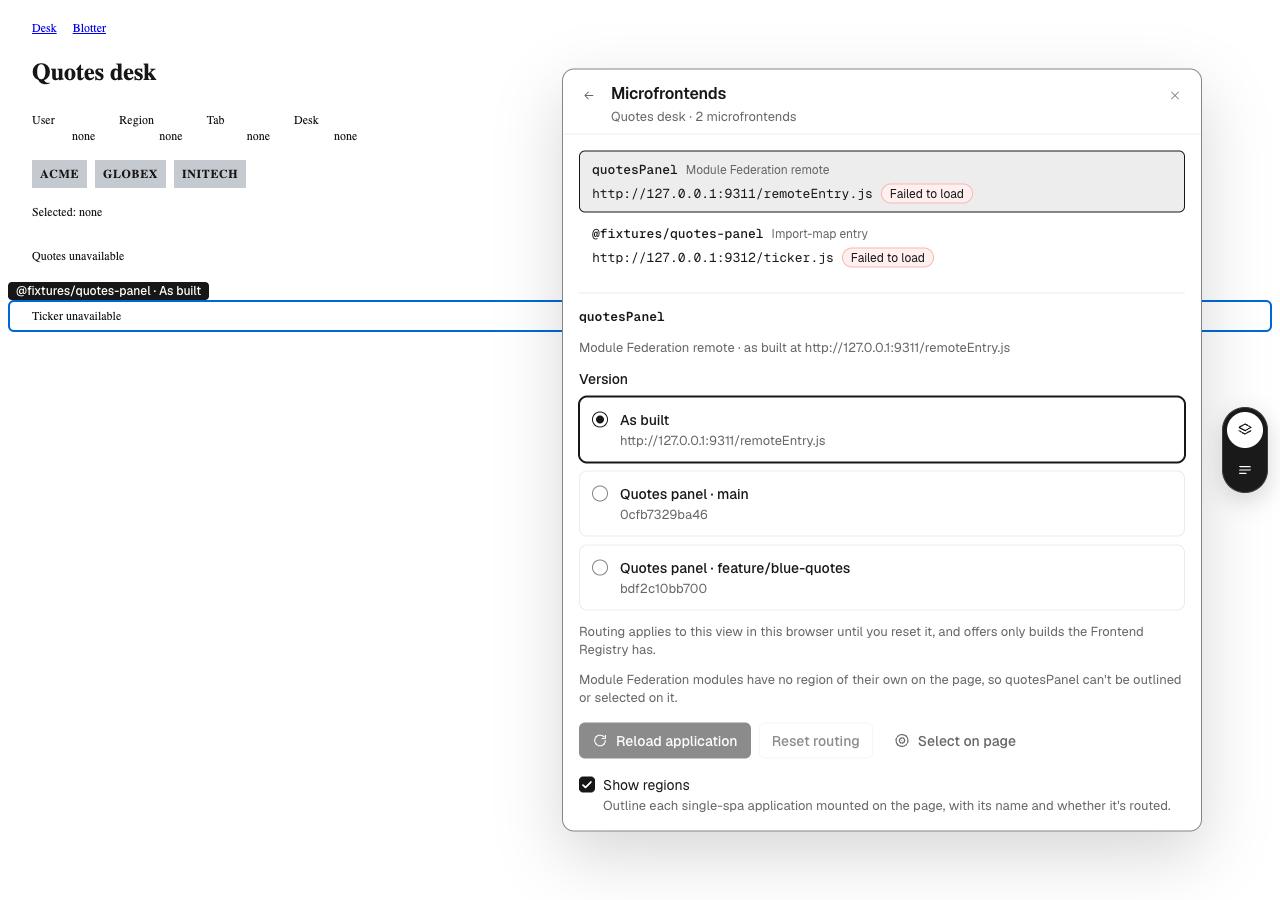 Desk Blotter
Quotes desk
User Region Tab Desk
none none none none
ACME GLOBEX INITECH
Selected: none
Quotes unavailable
@fixtures/quotes-panel · As built
Ticker unavailable
Microfrontends
Quotes desk · 2 microfrontends
quotesPanel Module Federation remote
http://127.0.0.1:9311/remoteEntry.js Failed to load
@fixtures/quotes-panel Import-map entry
http://127.0.0.1:9312/ticker.js Failed to load
quotesPanel
Module Federation remote · as built at http://127.0.0.1:9311/remoteEntry.js
Version
As built
http://127.0.0.1:9311/remoteEntry.js
Quotes panel · main
0cfb7329ba46
Quotes panel · feature/blue-quotes
bdf2c10bb700
Routing applies to this view in this browser until you reset it, and offers only builds the Frontend
Registry has.
Module Federation modules have no region of their own on the page, so quotesPanel can't be outlined
or selected on it.
Reload application Reset routing Select on page
Show regions
Outline each single-spa application mounted on the page, with its name and whether it's routed.